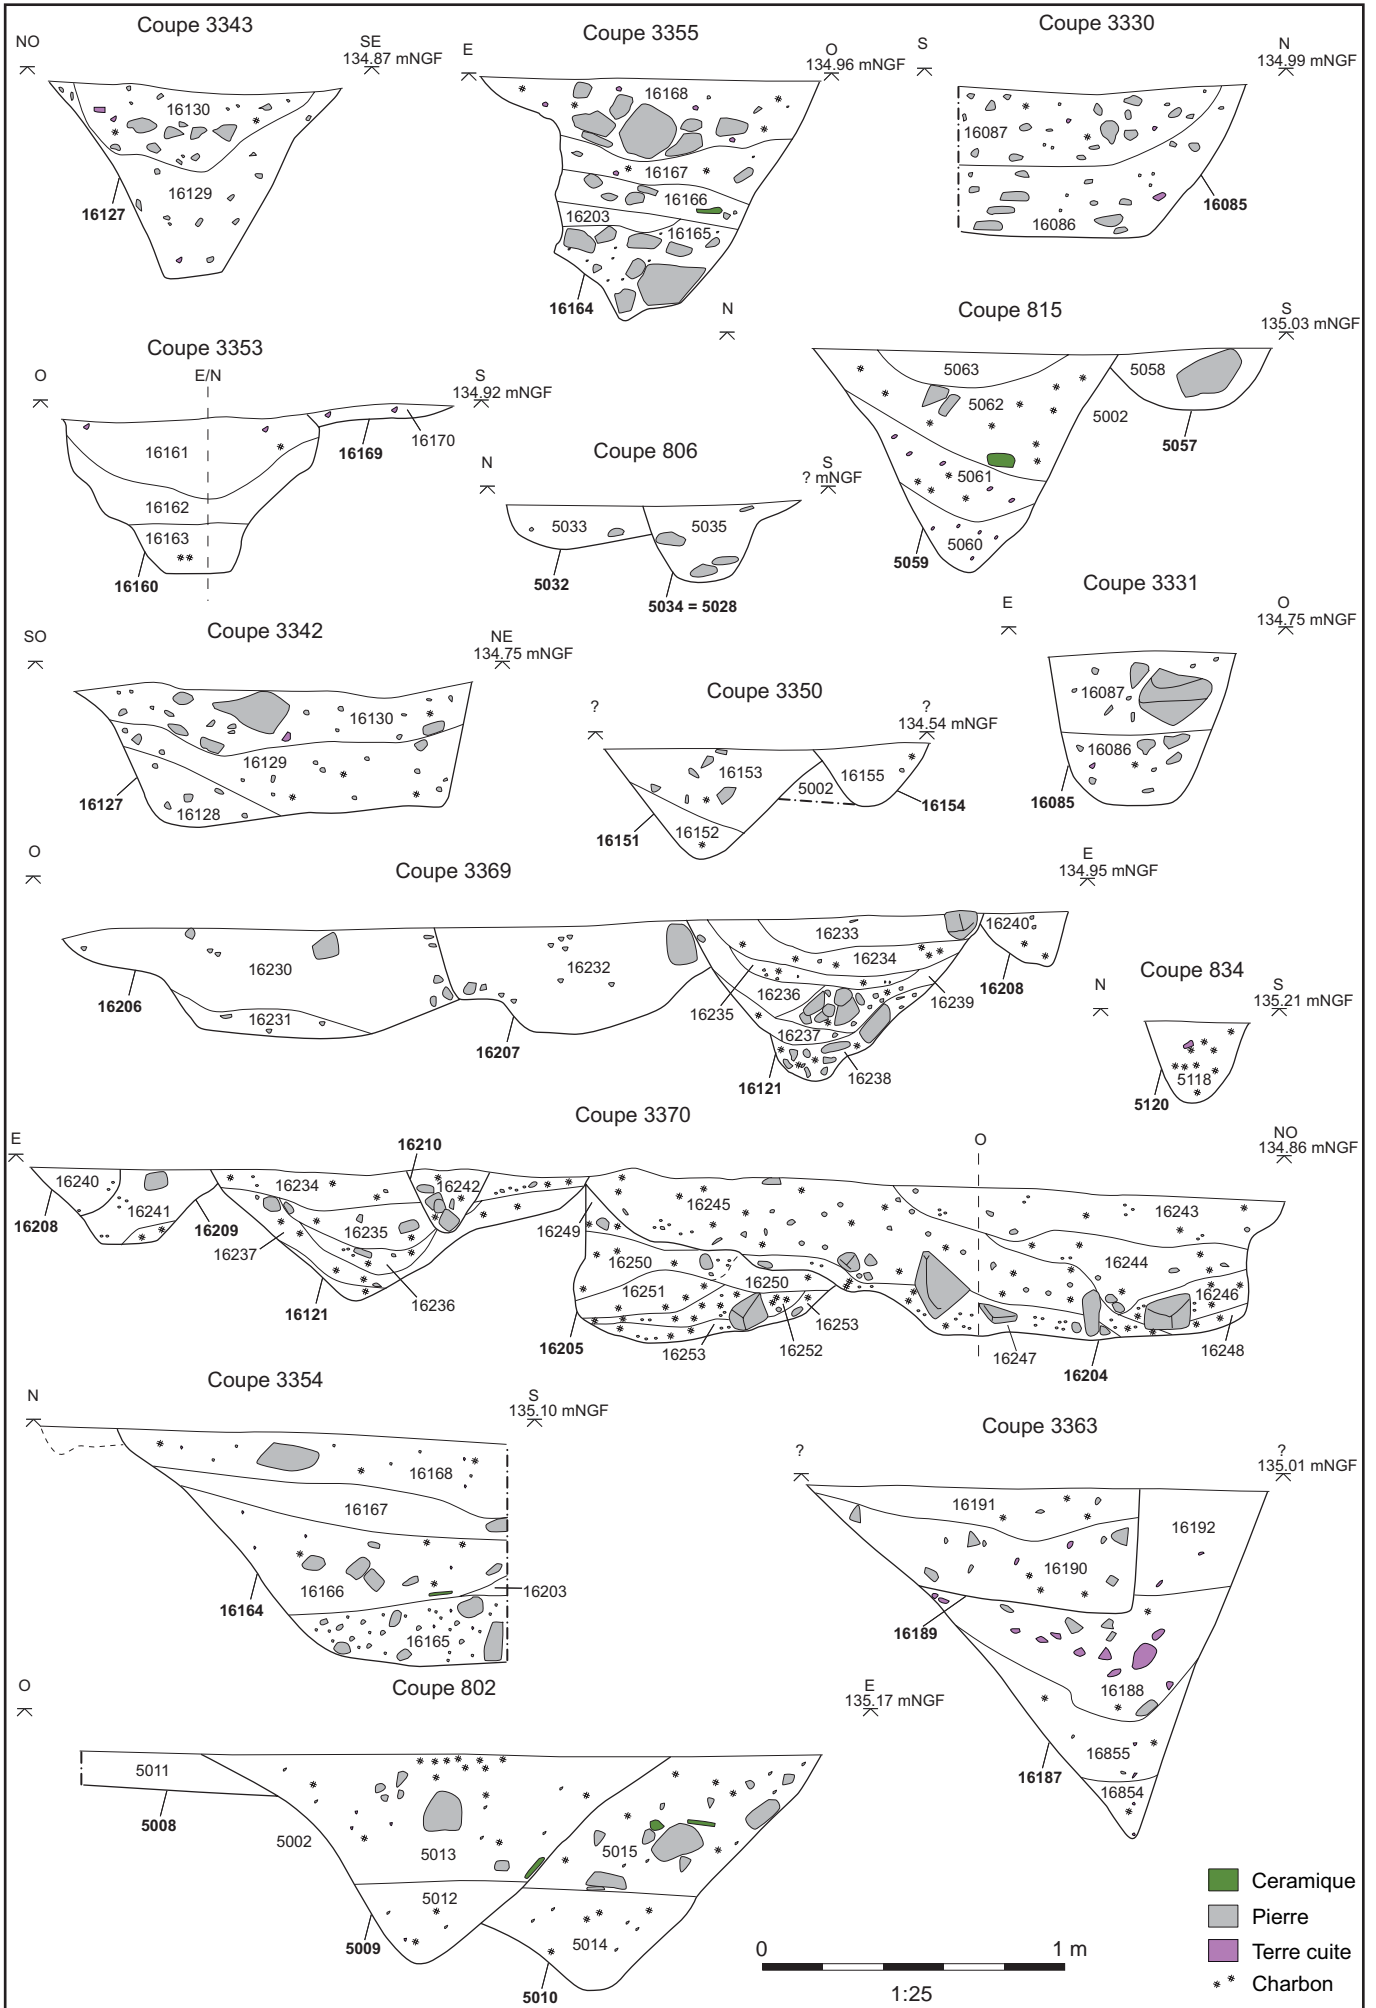 Coupe 3343
NO
SE
134.87 mNGF
16130
16129
16127
Coupe 3355
E
O
134.96 mNGF
16168
16167
16166
16203
16165
16164
Coupe 3330
S
N
134.99 mNGF
16087
16086
16085
Coupe 3353
O
E/N
S
134.92 mNGF
16161
16162
16163
16160
16169
16170
Coupe 806
N
S
? mNGF
5033
5035
5032
5034 = 5028
Coupe 815
N
S
135.03 mNGF
5063
5062
5061
5060
5059
5002
5058
5057
Coupe 3342
SO
NE
134.75 mNGF
16130
16129
16128
16127
Coupe 3350
?
?
134.54 mNGF
16153
16155
5002
16152
16151
16154
Coupe 3331
E
O
134.75 mNGF
16087
16086
16085
Coupe 3369
O
E
134.95 mNGF
16230
16231
16232
16233
16234
16235
16236
16237
16238
16239
16240
16206
16207
16121
16208
Coupe 834
N
S
135.21 mNGF
5118
5120
Coupe 3370
E
O
NO
134.86 mNGF
16240
16241
16208
16209
16234
16235
16236
16237
16121
16210
16242
16249
16245
16250
16251
16250
16253
16252
16253
16205
16243
16244
16246
16247
16248
16204
Coupe 3354
N
S
135.10 mNGF
16168
16167
16166
16203
16165
16164
Coupe 3363
?
?
135.01 mNGF
16191
16192
16190
16189
16188
16855
16854
16187
Coupe 802
O
E
135.17 mNGF
5011
5008
5002
5013
5012
5009
5015
5014
5010
0
1 m
1:25
Ceramique
Pierre
Terre cuite
Charbon